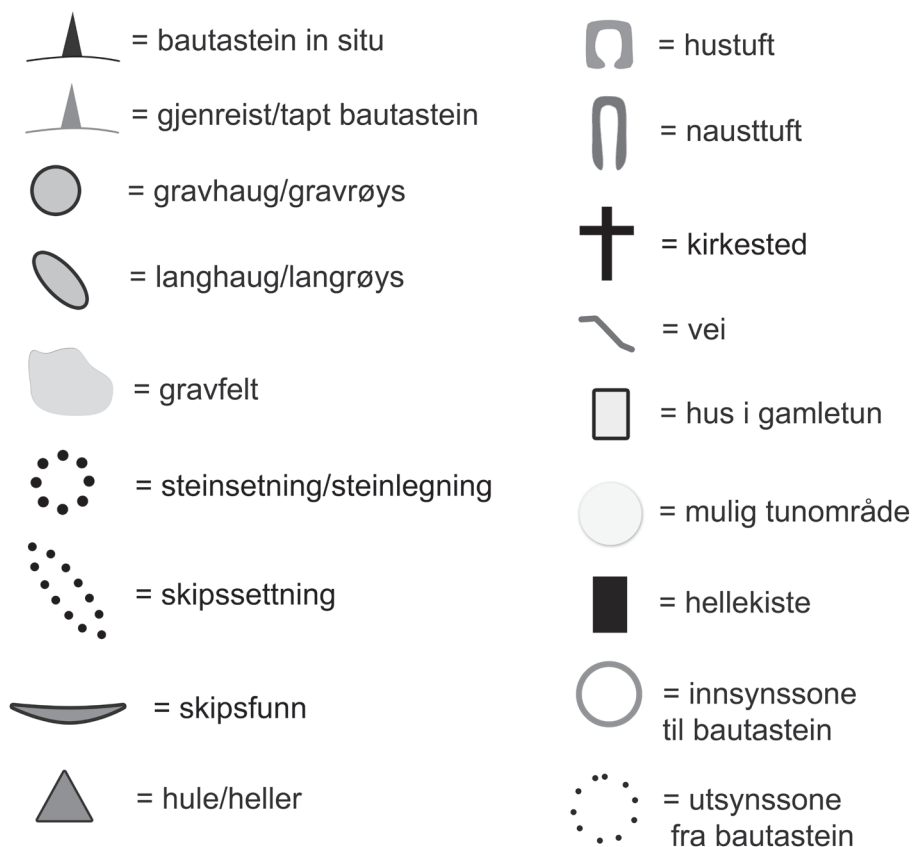 = bautastein in situ
= gjenreist/tapt bautastein
= gravhaug/gravrøys
= langhaug/langrøys
= gravfelt
= steinsetning/steinlegning
= skipssettning
= skipsfunn
= hule/heller
= hustuft
= nausttuft
= kirkested
= vei
= hus i gamletun
= mulig tunområde
= hellekiste
= innsynssone
til bautastein
= utsynssone
fra bautastein